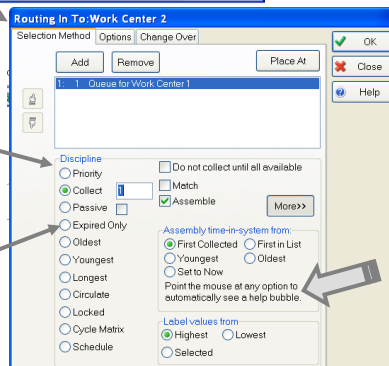 Routing In To:Work Center 2
Selection Method Options Change Over
OK
Close
Help
Add Remove Place At
1: 1 Queue for Work Center 1
Discipline
Priority
Collect 1
Passive
Expired Only
Oldest
Youngest
Longest
Circulate
Locked
Cycle Matrix
Schedule
Do not collect until all available
Match
Assemble
More>>
Assembly time-in-system from:
First Collected First in List
Youngest Oldest
Set to Now
Point the mouse at any option to
automatically see a help bubble.
Label values from
Highest Lowest
Selected